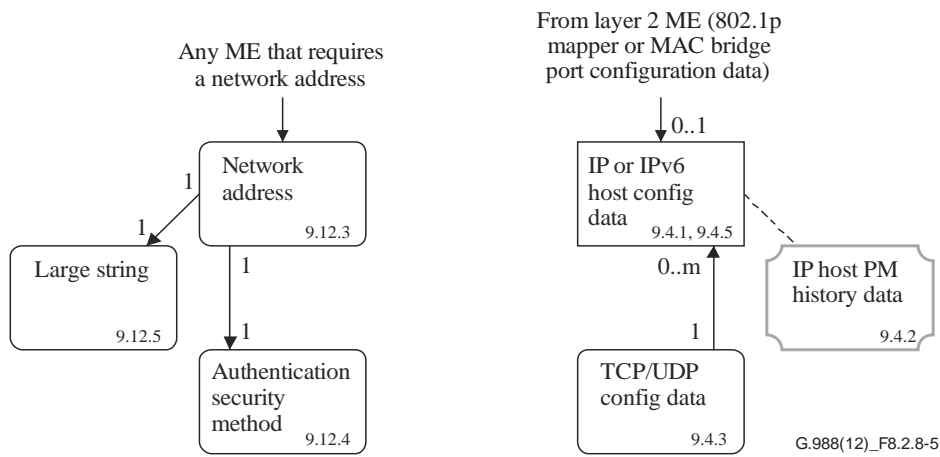 Any ME that requires
a network address
Network
address
9.12.3
1
1
Large string
9.12.5
1
1
Authentication
security
method
9.12.4
From layer 2 ME (802.1p
mapper or MAC bridge
port configuration data)
0..1
IP or IPv6
host config
data
9.4.1, 9.4.5
0..m
1
IP host PM
history data
9.4.2
TCP/UDP
config data
9.4.3
G.988(12)_F8.2.8-5